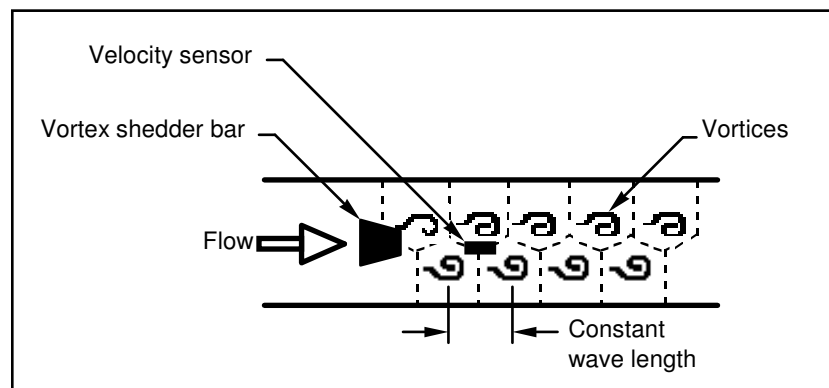 Velocity sensor
Vortex shedder bar
Vortices
Flow
Constant
wave length